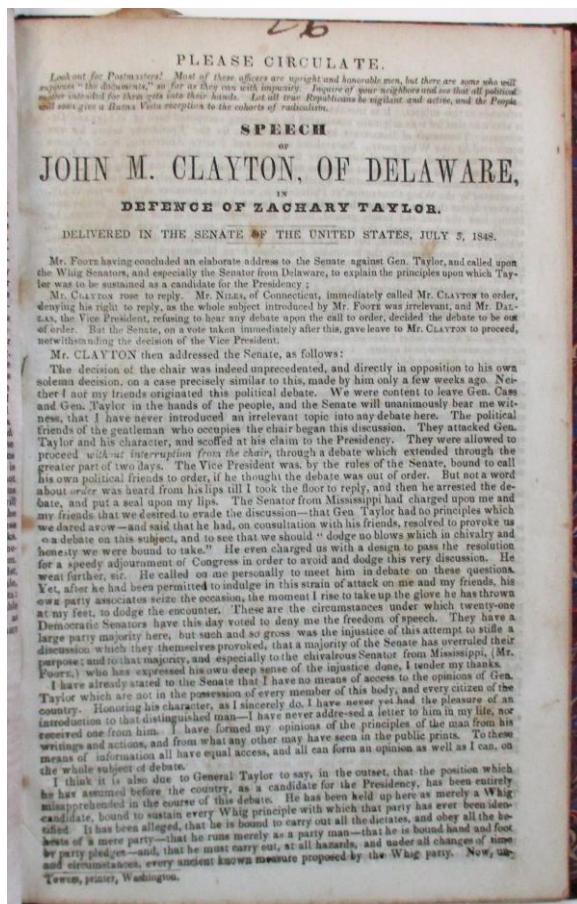 26
PLEASE CIRCULATE.
Look out for Postmasters! Most of these officers are upright and honorable men, but there are some who will
suppress "the documents," so far as they can with impunity. Inquire of your neighbors and see that all political
matter intended for them gets into their hands. Let all true Republicans be vigilant and active, and the People
will soon give a Buena Vista reception to the cohorts of radicalism.
SPEECH
OF
JOHN M. CLAYTON, OF DELAWARE,
IN
DEFENCE OF ZACHARY TAYLOR.
DELIVERED IN THE SENATE OF THE UNITED STATES, JULY 5, 1848.
Mr. FOOTE having concluded an elaborate address to the Senate against Gen. Taylor, and called upon
the Whig Senators, and especially the Senator from Delaware, to explain the principles upon which Tay-
lor was to be sustained as a candidate for the Presidency;
Mr. CLAYTON rose to reply. Mr. NILES, of Connecticut, immediately called Mr. CLAYTON to order,
denying his right to reply, as the whole subject introduced by Mr. FOOTE was irrelevant, and Mr. DAL-
LAS, the Vice President, refusing to hear any debate upon the call to order, decided the debate to be out
of order. But the Senate, on a vote taken immediately after this, gave leave to Mr. CLAYTON to proceed,
notwithstanding the decision of the Vice President.
Mr. CLAYTON then addressed the Senate, as follows:
The decision of the chair was indeed unprecedented, and directly in opposition to his own
solemn decision, on a case precisely similar to this, made by him only a few weeks ago. Nei-
ther I nor my friends originated this political debate. We were content to leave Gen. Cass
and Gen. Taylor in the hands of the people, and the Senate will unanimously bear me wit-
ness, that I have never introduced an irrelevant topic into any debate here. The political
friends of the gentleman who occupies the chair began this discussion. They attacked Gen.
Taylor and his character, and scoffed at his claim to the Presidency. They were allowed to
proceed without interruption from the chair, through a debate which extended through the
greater part of two days. The Vice President was, by the rules of the Senate, bound to call
his own political friends to order, if he thought the debate was out of order. But not a word
about order was heard from his lips till I took the floor to reply, and then he arrested the de-
bate, and put a seal upon my lips. The Senator from Mississippi had charged upon me and
my friends that we desired to evade the discussion—that Gen Taylor had no principles which
we dared avow—and said that he had, on consultation with his friends, resolved to provoke us
to a debate on this subject, and to see that we should "dodge no blows which in chivalry and
honesty we were bound to take." He even charged us with a design to pass the resolution
for a speedy adjournment of Congress in order to avoid and dodge this very discussion. He
went further, sir. He called on me personally to meet him in debate on these questions.
Yet, after he had been permitted to indulge in this strain of attack on me and my friends, his
own party associates seize the occasion, the moment I rise to take up the glove he has thrown
at my feet, to dodge the encounter. These are the circumstances under which twenty-one
Democratic Senators have this day voted to deny me the freedom of speech. They have a
large party majority here, but such and so gross was the injustice of this attempt to stifle a
discussion which they themselves provoked, that a majority of the Senate has overruled their
purpose; and to that majority, and especially to the chivalrous Senator from Mississippi, (Mr.
FOOTE,) who has expressed his own deep sense of the injustice done, I tender my thanks.
I have already stated to the Senate that I have no means of access to the opinions of Gen.
Taylor which are not in the possession of every member of this body, and every citizen of the
country. Honoring his character, as I sincerely do, I have never yet had the pleasure of an
introduction to that distinguished man—I have never addressed a letter to him in my life, nor
received one from him. I have formed my opinions of the principles of the man from his
writings and actions, and from what any other may have seen in the public prints. To these
means of information all have equal access, and all can form an opinion as well as I can, on
the whole subject of debate.
I think it is also due to General Taylor to say, in the outset, that the position which
he has assumed before the country, as a candidate for the Presidency, has been entirely
misapprehended in the course of this debate. He has been held up here as merely a Whig
candidate, bound to sustain every Whig principle with which that party has ever been iden-
tified. It has been alleged, that he is bound to carry out all the dictates, and obey all the be-
hests of a mere party—that he runs merely as a party man—that he is bound hand and foot
by party pledges—and, that he must carry out, at all hazards, and under all changes of time
and circumstances, every ancient known measure proposed by the Whig party. Now, un-
Towers, printer, Washington.